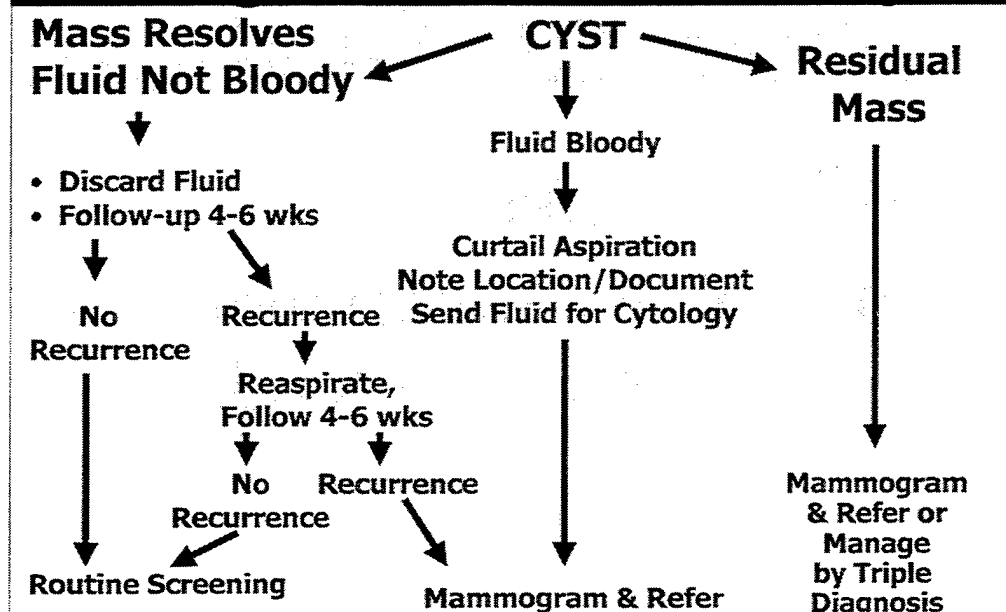 Mass Resolves
Fluid Not Bloody
CYST
Residual
Mass
Fluid Bloody
• Discard Fluid
• Follow-up 4-6 wks
Curtail Aspiration
Note Location/Document
Send Fluid for Cytology
No
Recurrence
Recurrence
Reaspirate,
Follow 4-6 wks
No
Recurrence
Recurrence
Mammogram
& Refer or
Manage
by Triple
Diagnosis
Routine Screening
Mammogram & Refer